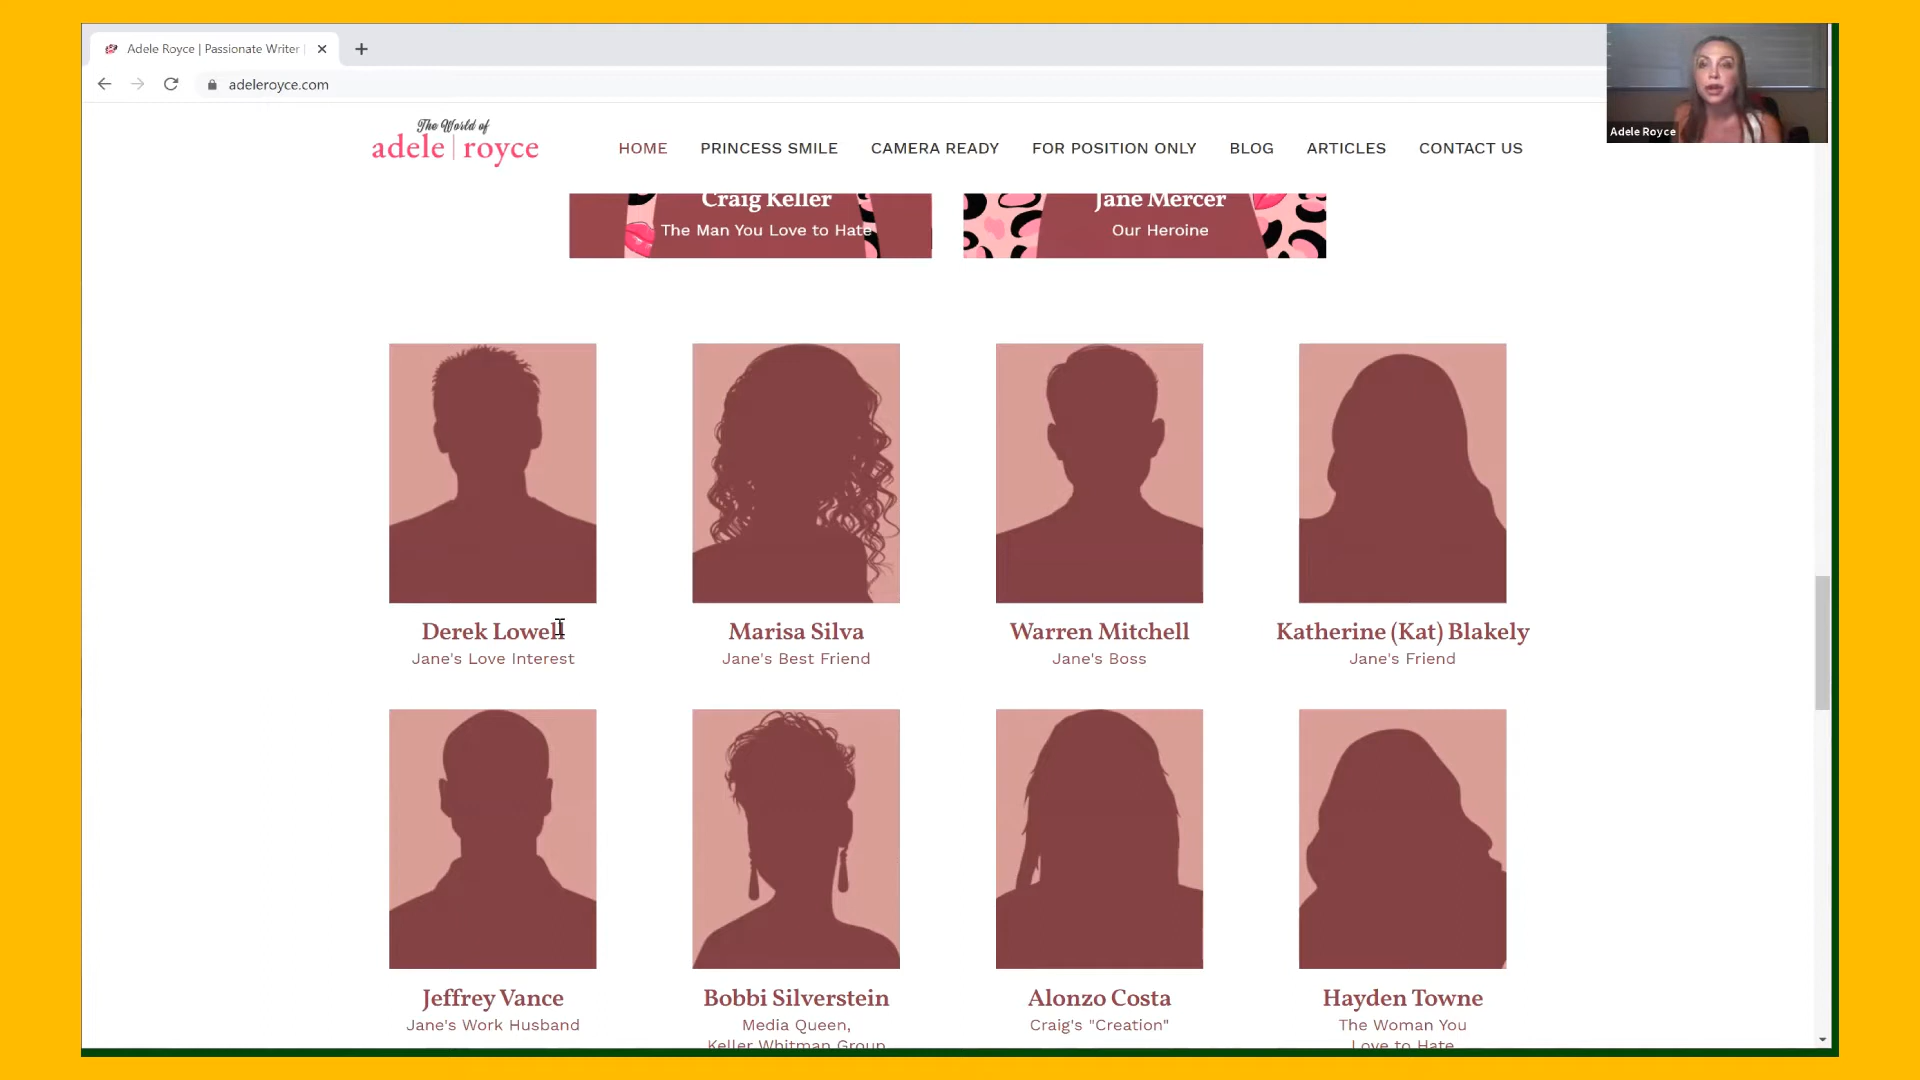 Adele Royce | Passionate Writer |
adeleroyce.com
Adele Royce
The World of
adele | royce
HOME
PRINCESS SMILE
CAMERA READY
FOR POSITION ONLY
BLOG
ARTICLES
CONTACT US
Craig Keller
The Man You Love to Hate
Jane Mercer
Our Heroine
Derek Lowell
Jane's Love Interest
Marisa Silva
Jane's Best Friend
Warren Mitchell
Jane's Boss
Katherine (Kat) Blakely
Jane's Friend
Jeffrey Vance
Jane's Work Husband
Bobbi Silverstein
Media Queen,
Keller Whitman Group
Alonzo Costa
Craig's "Creation"
Hayden Towne
The Woman You
Love to Hate